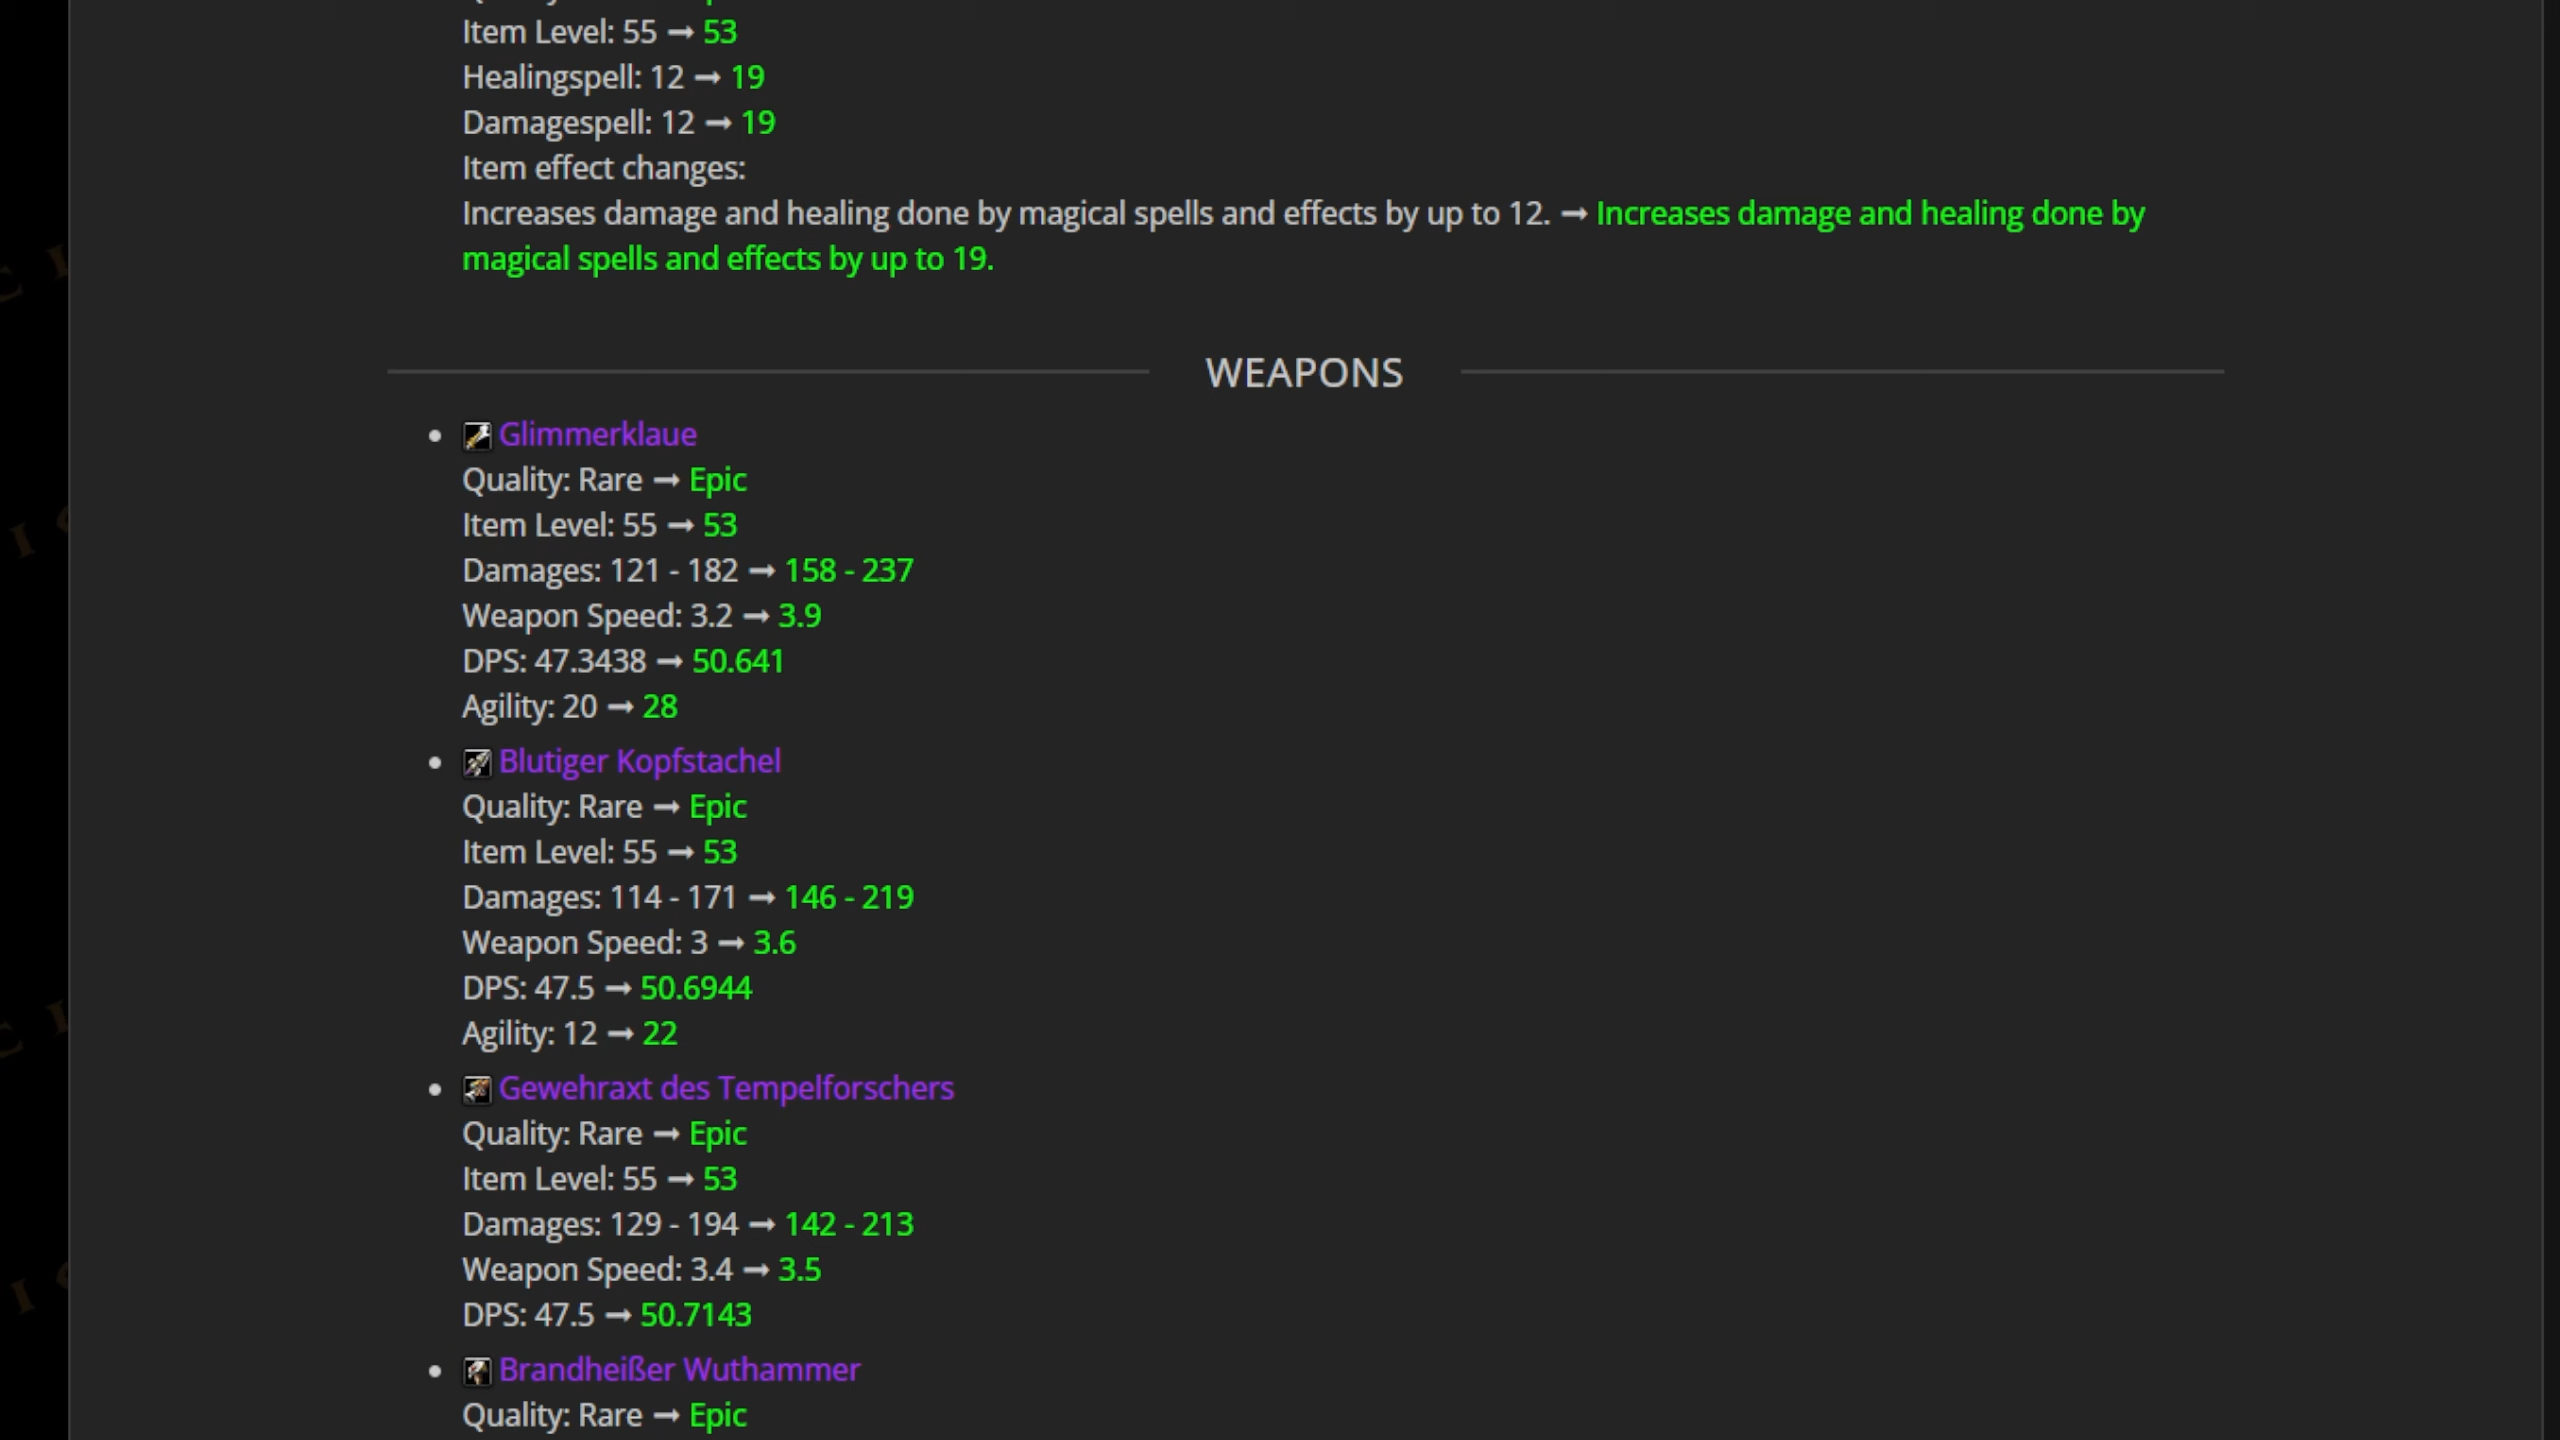 Item Level: 55 → 53
Healingspell: 12 → 19
Damagespell: 12 → 19
Item effect changes:
Increases damage and healing done by magical spells and effects by up to 12. → Increases damage and healing done by
magical spells and effects by up to 19.
WEAPONS
Glimmerklaue
Quality: Rare → Epic
Item Level: 55 → 53
Damages: 121 - 182 → 158 - 237
Weapon Speed: 3.2 → 3.9
DPS: 47.3438 → 50.641
Agility: 20 → 28
Blutiger Kopfstachel
Quality: Rare → Epic
Item Level: 55 → 53
Damages: 114 - 171 → 146 - 219
Weapon Speed: 3 → 3.6
DPS: 47.5 → 50.6944
Agility: 12 → 22
Gewehraxt des Tempelforschers
Quality: Rare → Epic
Item Level: 55 → 53
Damages: 129 - 194 → 142 - 213
Weapon Speed: 3.4 → 3.5
DPS: 47.5 → 50.7143
Brandheißer Wuthammer
Quality: Rare → Epic